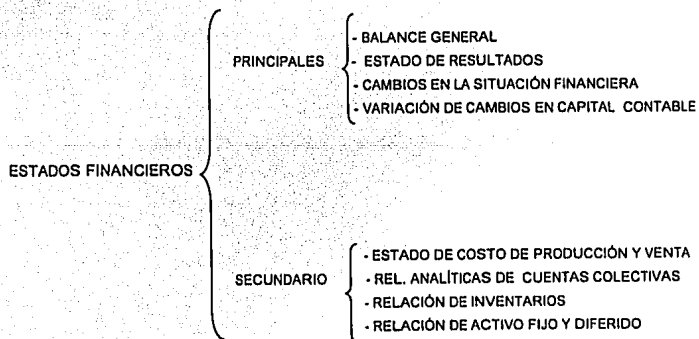 PRINCIPALES
- BALANCE GENERAL
- ESTADO DE RESULTADOS
- CAMBIOS EN LA SITUACIÓN FINANCIERA
- VARIACIÓN DE CAMBIOS EN CAPITAL CONTABLE
ESTADOS FINANCIEROS
SECUNDARIO
- ESTADO DE COSTO DE PRODUCCIÓN Y VENTA
- REL. ANALÍTICAS DE CUENTAS COLECTIVAS
- RELACIÓN DE INVENTARIOS
- RELACIÓN DE ACTIVO FIJO Y DIFERIDO